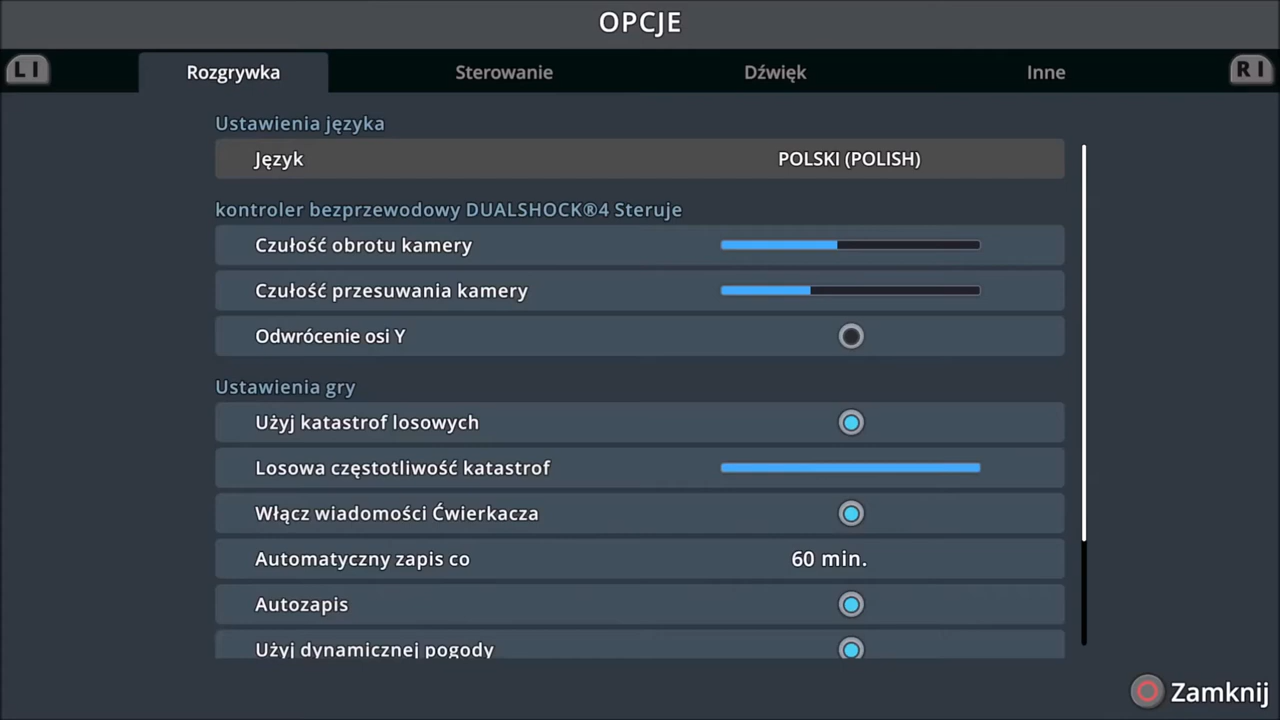 OPCJE
L1 Rozgrywka Sterowanie Dźwięk Inne R1
Ustawienia języka
Język POLSKI (POLISH)
kontroler bezprzewodowy DUALSHOCK®4 Steruje
Czułość obrotu kamery
Czułość przesuwania kamery
Odwrócenie osi Y
Ustawienia gry
Użyj katastrof losowych
Losowa częstotliwość katastrof
Włącz wiadomości Ćwierkacza
Automatyczny zapis co 60 min.
Autozapis
Użyj dynamicznej pogody
Zamknij